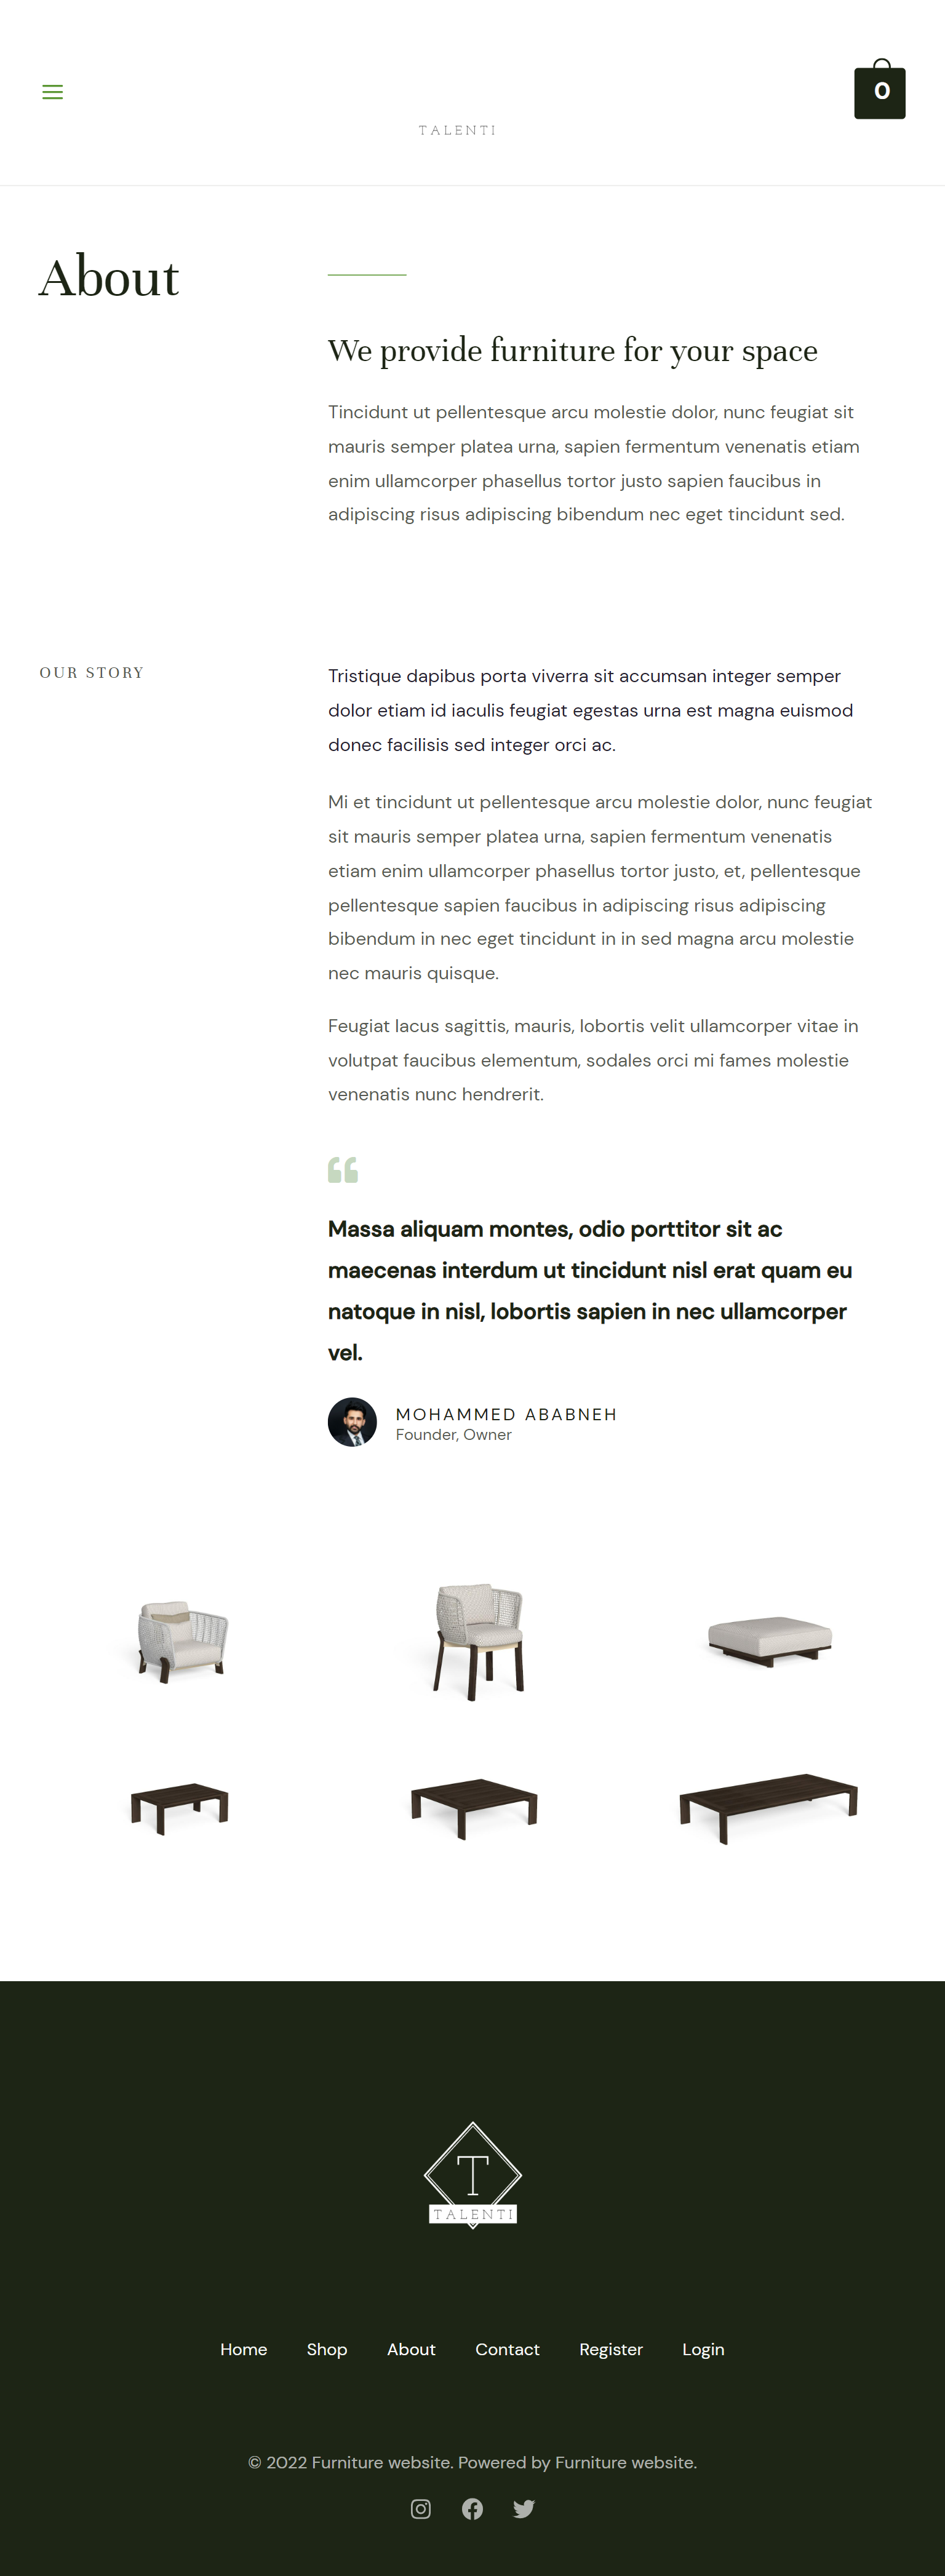 TALENTI
0
About
We provide furniture for your space
Tincidunt ut pellentesque arcu molestie dolor, nunc feugiat sit
mauris semper platea urna, sapien fermentum venenatis etiam
enim ullamcorper phasellus tortor justo sapien faucibus in
adipiscing risus adipiscing bibendum nec eget tincidunt sed.
OUR STORY
Tristique dapibus porta viverra sit accumsan integer semper
dolor etiam id iaculis feugiat egestas urna est magna euismod
donec facilisis sed integer orci ac.
Mi et tincidunt ut pellentesque arcu molestie dolor, nunc feugiat
sit mauris semper platea urna, sapien fermentum venenatis
etiam enim ullamcorper phasellus tortor justo, et, pellentesque
pellentesque sapien faucibus in adipiscing risus adipiscing
bibendum in nec eget tincidunt in in sed magna arcu molestie
nec mauris quisque.
Feugiat lacus sagittis, mauris, lobortis velit ullamcorper vitae in
volutpat faucibus elementum, sodales orci mi fames molestie
venenatis nunc hendrerit.
Massa aliquam montes, odio porttitor sit ac
maecenas interdum ut tincidunt nisl erat quam eu
natoque in nisl, lobortis sapien in nec ullamcorper
vel.
MOHAMMED ABABNEH
Founder, Owner
T
TALENTI
Home Shop About Contact Register Login
© 2022 Furniture website. Powered by Furniture website.